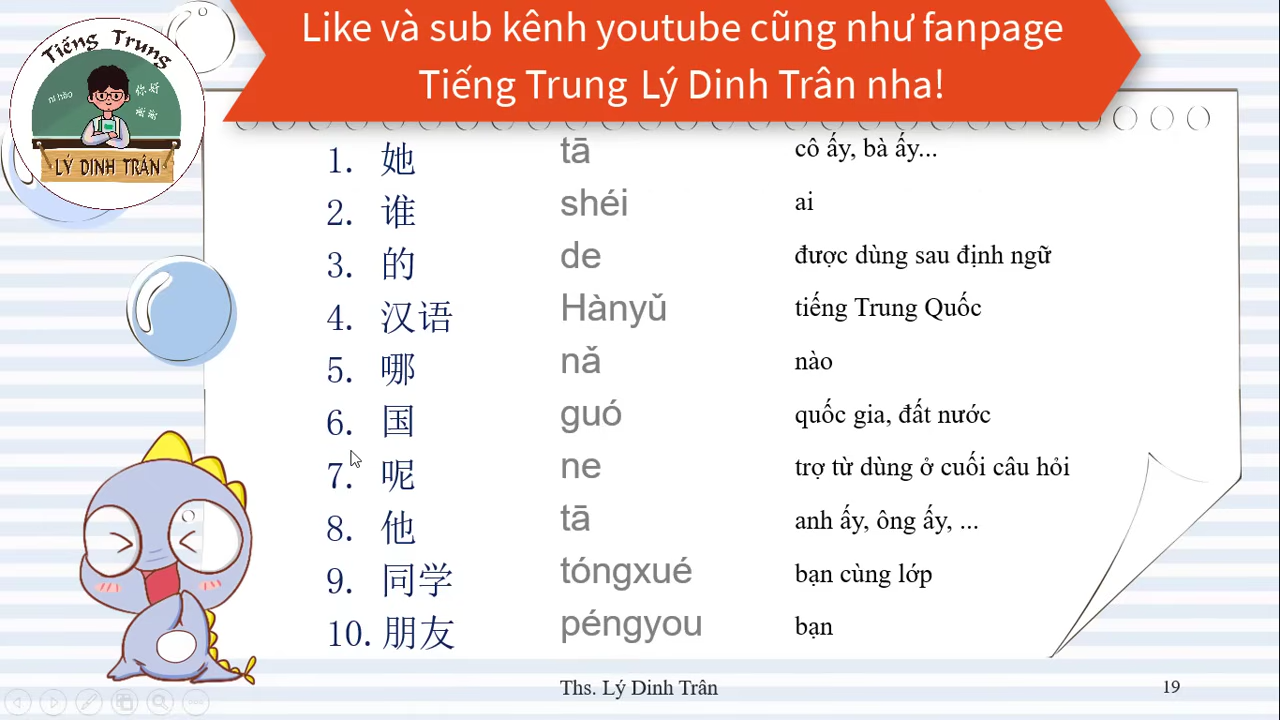 Like và sub kênh youtube cũng như fanpage
Tiếng Trung Lý Dinh Trân nha!
Tiếng Trung
nǐ hǎo
你好
LÝ DINH TRÂN
1. 她 tā cô ấy, bà ấy...
2. 谁 shéi ai
3. 的 de được dùng sau định ngữ
4. 汉语 Hànyǔ tiếng Trung Quốc
5. 哪 nǎ nào
6. 国 guó quốc gia, đất nước
7. 呢 ne trợ từ dùng ở cuối câu hỏi
8. 他 tā anh ấy, ông ấy, ...
9. 同学 tóngxué bạn cùng lớp
10. 朋友 péngyou bạn
Ths. Lý Dinh Trân
19